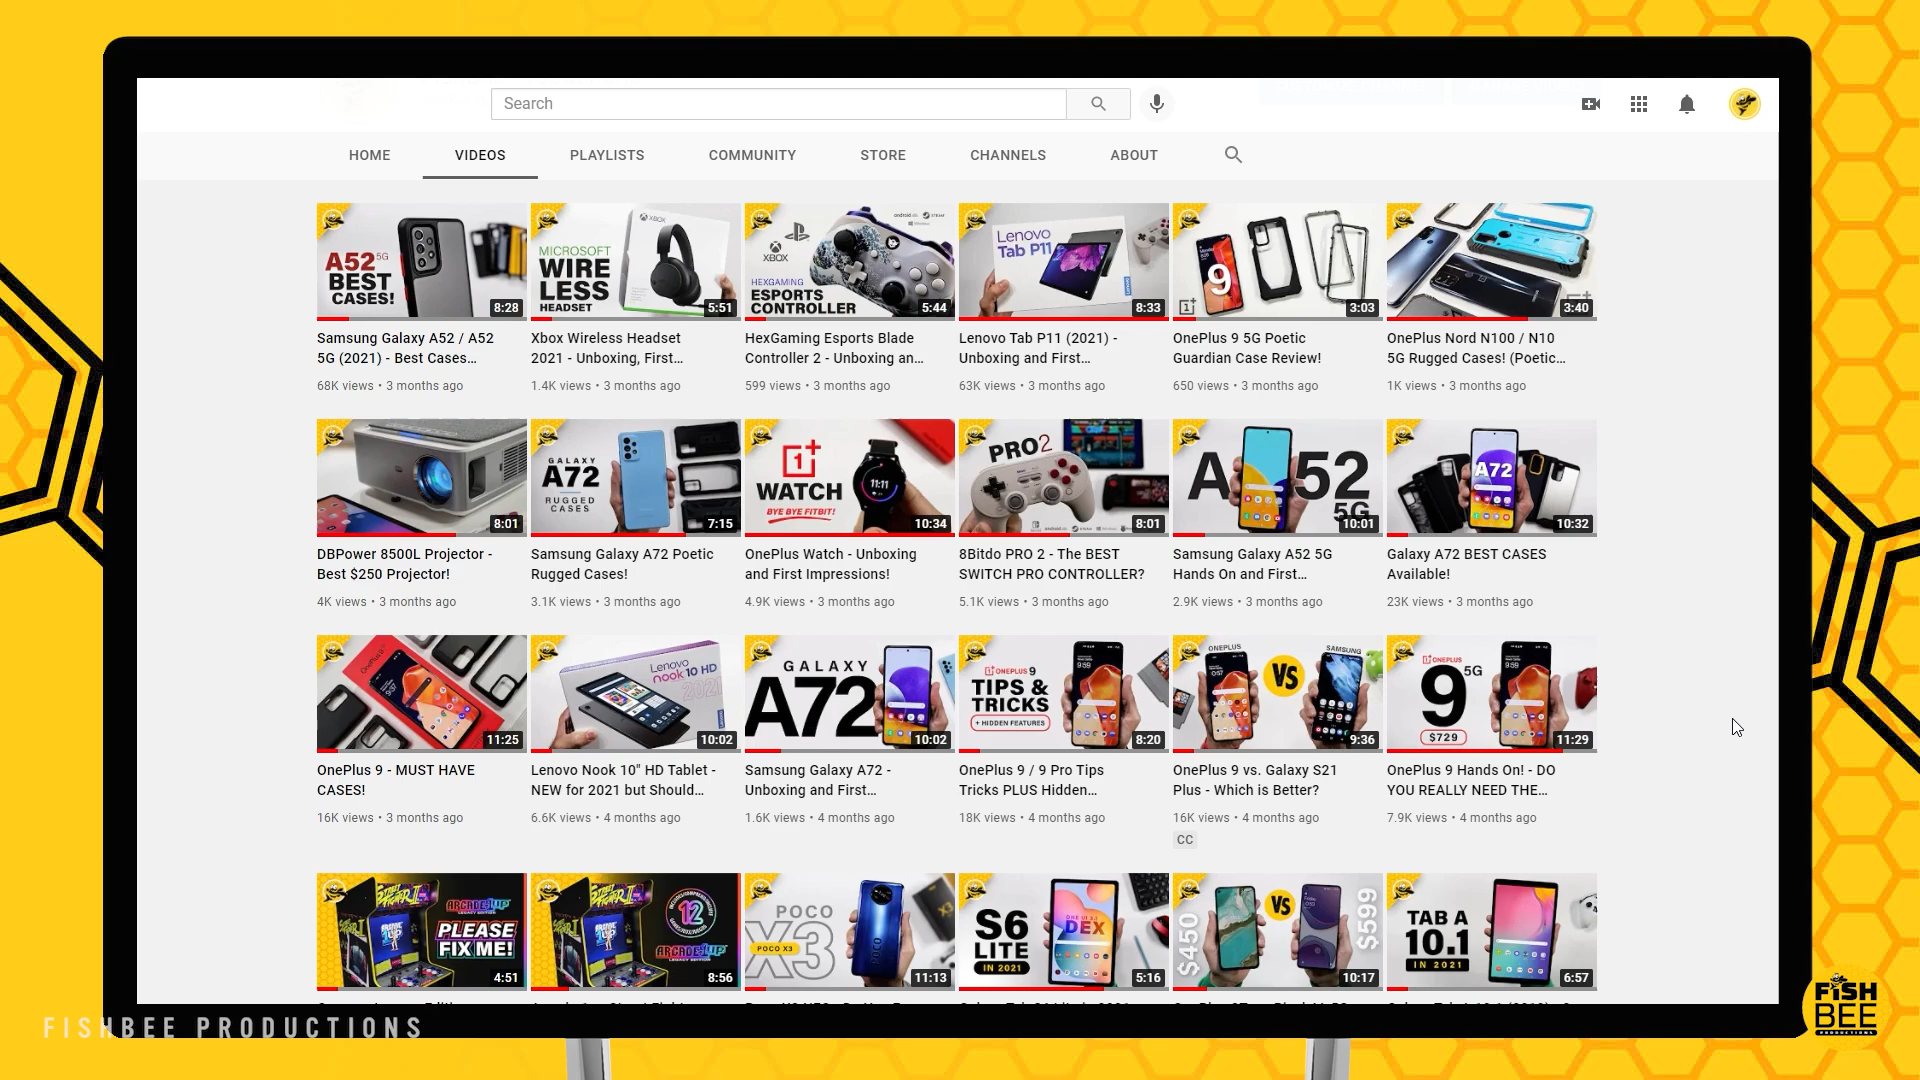 Search
HOME
VIDEOS
PLAYLISTS
COMMUNITY
STORE
CHANNELS
ABOUT
A52 5G
BEST
CASES!
8:28
XBOX
MICROSOFT
WIRE
LESS
HEADSET
5:51
XBOX
android
STEAM
HEXGAMING
ESPORTS
CONTROLLER
5:44
Lenovo
Tab P11
8:33
9
3:03
3:40
Samsung Galaxy A52 / A52
5G (2021) - Best Cases...
68K views • 3 months ago
Xbox Wireless Headset
2021 - Unboxing, First...
1.4K views • 3 months ago
HexGaming Esports Blade
Controller 2 - Unboxing an...
599 views • 3 months ago
Lenovo Tab P11 (2021) -
Unboxing and First...
63K views • 3 months ago
OnePlus 9 5G Poetic
Guardian Case Review!
650 views • 3 months ago
OnePlus Nord N100 / N10
5G Rugged Cases! (Poetic...
1K views • 3 months ago
8:01
GALAXY
A72
RUGGED
CASES
7:15
1+
WATCH
BYE BYE FITBIT!
11:11
10:34
PRO2
8:01
A 52
5G
10:01
A72
10:32
DBPower 8500L Projector -
Best $250 Projector!
4K views • 3 months ago
Samsung Galaxy A72 Poetic
Rugged Cases!
3.1K views • 3 months ago
OnePlus Watch - Unboxing
and First Impressions!
4.9K views • 3 months ago
8Bitdo PRO 2 - The BEST
SWITCH PRO CONTROLLER?
5.1K views • 3 months ago
Samsung Galaxy A52 5G
Hands On and First...
2.9K views • 3 months ago
Galaxy A72 BEST CASES
Available!
23K views • 3 months ago
11:25
Lenovo
nook 10 HD
2021
10:02
GALAXY
A72
10:02
ONEPLUS 9
TIPS &
TRICKS
+ HIDDEN FEATURES
8:20
ONEPLUS
VS
SAMSUNG
9:36
ONEPLUS
9 5G
$729
11:29
OnePlus 9 - MUST HAVE
CASES!
16K views • 3 months ago
Lenovo Nook 10" HD Tablet -
NEW for 2021 but Should...
6.6K views • 4 months ago
Samsung Galaxy A72 -
Unboxing and First...
1.6K views • 4 months ago
OnePlus 9 / 9 Pro Tips
Tricks PLUS Hidden...
18K views • 4 months ago
OnePlus 9 vs. Galaxy S21
Plus - Which is Better?
16K views • 4 months ago
CC
OnePlus 9 Hands On! - DO
YOU REALLY NEED THE...
7.9K views • 4 months ago
ARCADE1UP
PLEASE
FIX ME!
4:51
12
ARCADE1UP
8:56
POCO
X3
POCO X3
11:13
S6
LITE
IN 2021
ONE UI 3.1
DEX
5:16
$450
VS
$599
10:17
TAB A
10.1
IN 2021
6:57
FISHBEE PRODUCTIONS
FISH
BEE
PRODUCTIONS